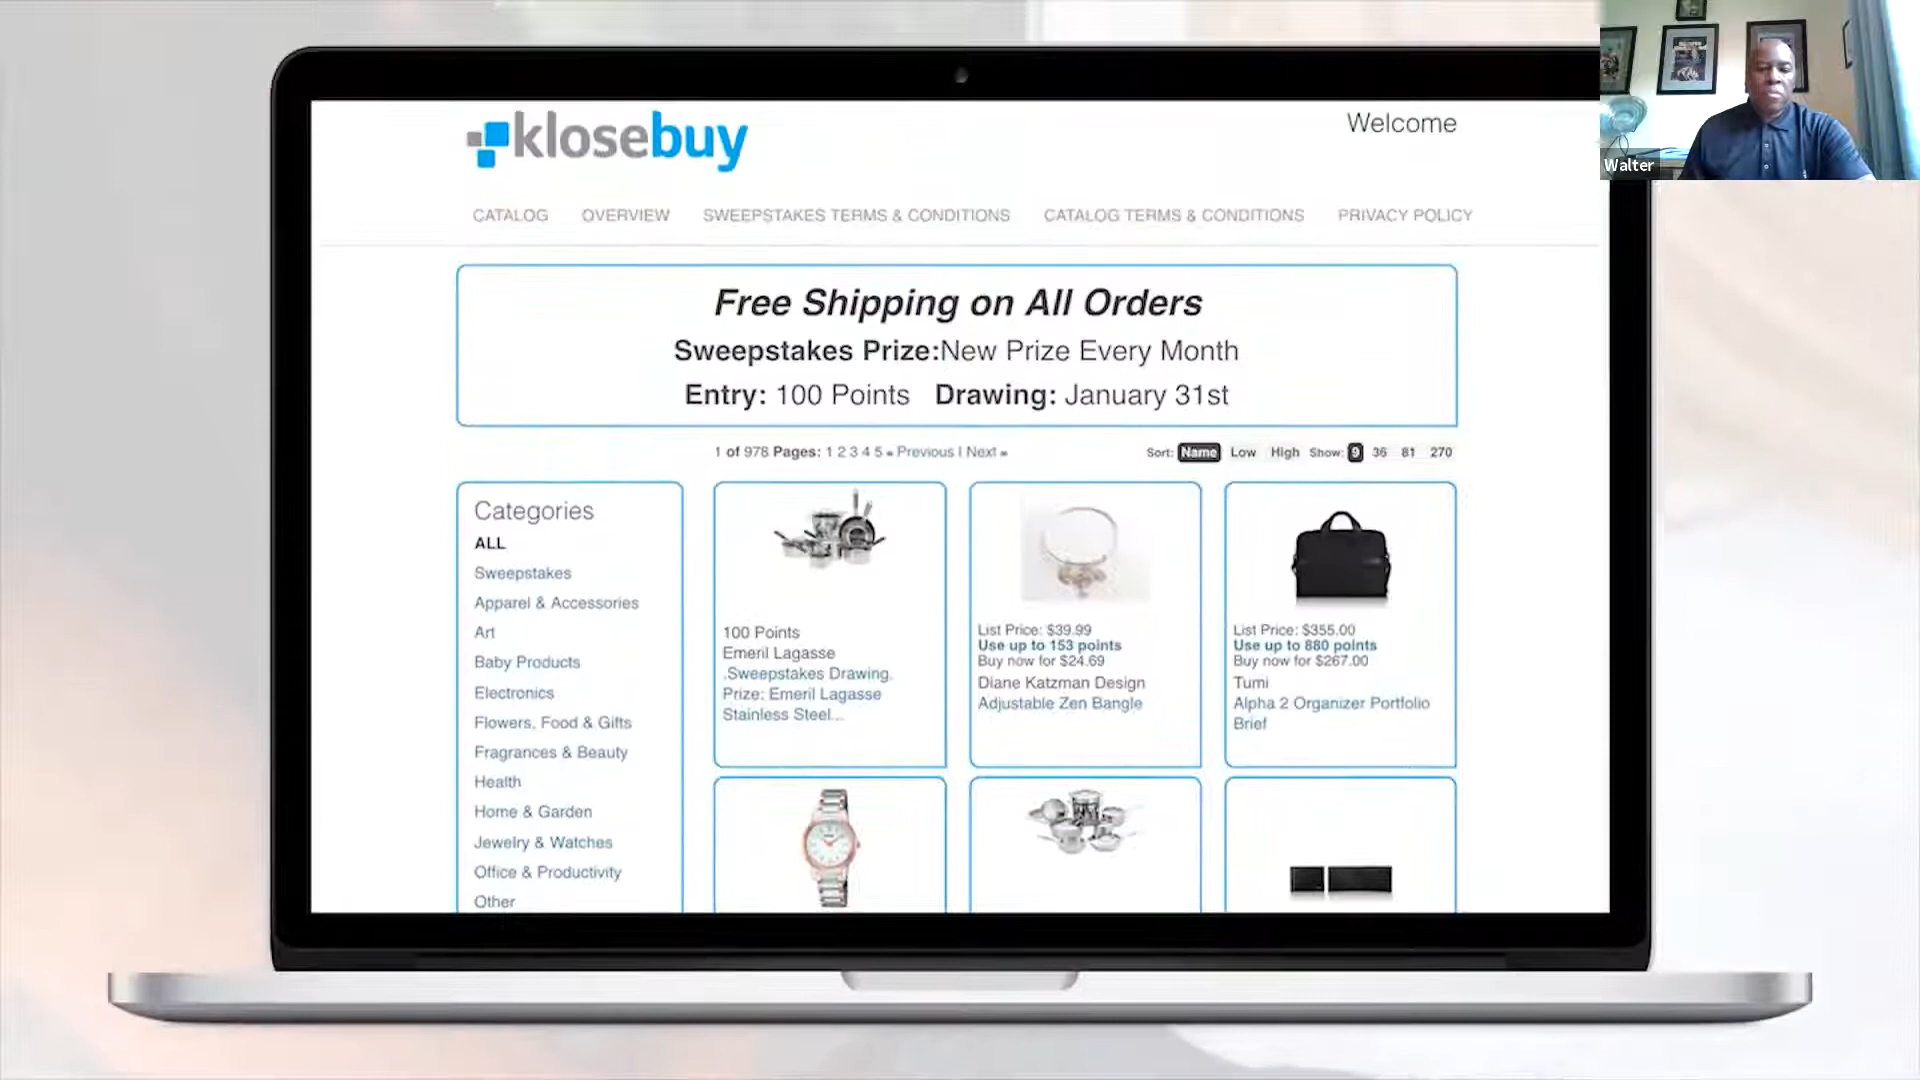 klosebuy
Welcome
Walter
CATALOG OVERVIEW SWEEPSTAKES TERMS & CONDITIONS CATALOG TERMS & CONDITIONS PRIVACY POLICY
Free Shipping on All Orders
Sweepstakes Prize:New Prize Every Month
Entry: 100 Points Drawing: January 31st
1 of 978 Pages: 1 2 3 4 5 « Previous | Next »
Sort: Name Low High Show: 9 36 81 270
Categories
ALL
Sweepstakes
Apparel & Accessories
Art
Baby Products
Electronics
Flowers, Food & Gifts
Fragrances & Beauty
Health
Home & Garden
Jewelry & Watches
Office & Productivity
Other
100 Points
Emeril Lagasse
.Sweepstakes Drawing.
Prize: Emeril Lagasse
Stainless Steel...
List Price: $39.99
Use up to 153 points
Buy now for $24.69
Diane Katzman Design
Adjustable Zen Bangle
List Price: $355.00
Use up to 880 points
Buy now for $267.00
Tumi
Alpha 2 Organizer Portfolio
Brief